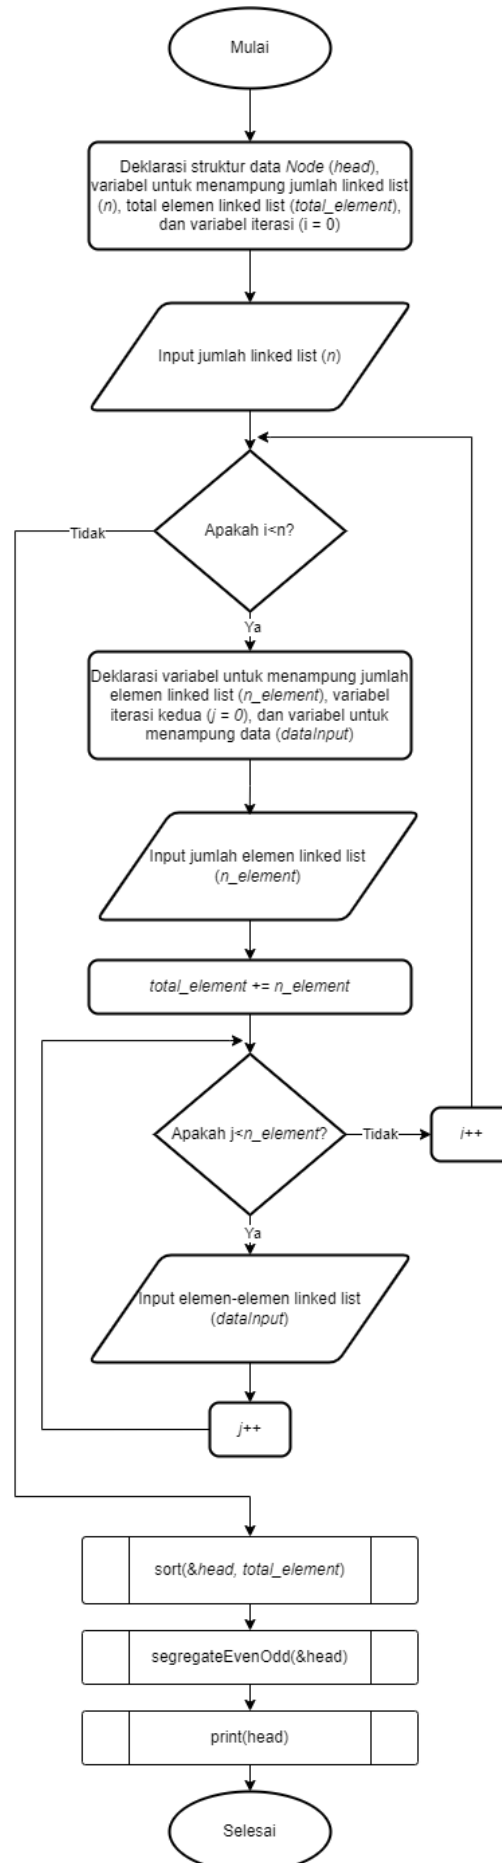 Mulai
Deklarasi struktur data Node (head),
variabel untuk menampung jumlah linked list
(n), total elemen linked list (total_element),
dan variabel iterasi (i = 0)
Input jumlah linked list (n)
Apakah i<n?
Tidak
Ya
Deklarasi variabel untuk menampung jumlah
elemen linked list (n_element), variabel
iterasi kedua (j = 0), dan variabel untuk
menampung data (dataInput)
Input jumlah elemen linked list
(n_element)
total_element += n_element
Apakah j<n_element?
Tidak
i++
Ya
Input elemen-elemen linked list
(dataInput)
j++
sort(&head, total_element)
segregateEvenOdd(&head)
print(head)
Selesai